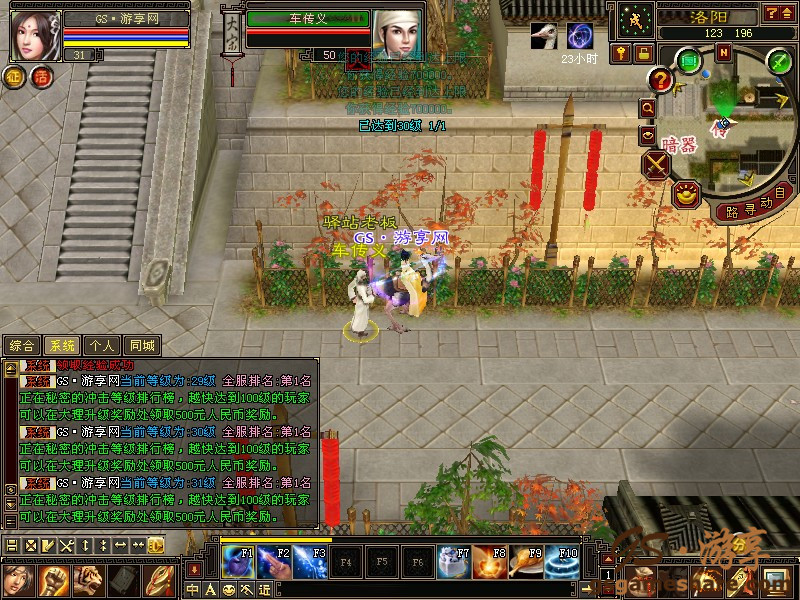 GS·游享网
31
大宗
车传义
50
23小时
戌
洛阳
123 196
N
征
活
已达到30级 1/1
暗器
传
自动寻路
驿站老板
GS·游享网
车传义
综合
系统
个人
同城
系统 领取经验成功
系统 GS·游享网当前等级为:29级 全服排名:第1名
正在秘密的冲击等级排行榜,越快达到100级的玩家
可以在大理升级奖励处领取500元人民币奖励。
系统 GS·游享网当前等级为:30级 全服排名:第1名
正在秘密的冲击等级排行榜,越快达到100级的玩家
可以在大理升级奖励处领取500元人民币奖励。
系统 GS·游享网当前等级为:31级 全服排名:第1名
正在秘密的冲击等级排行榜,越快达到100级的玩家
可以在大理升级奖励处领取500元人民币奖励。
F1
F2
F3
F4
F5
F6
F7
F8
F9
F10
1
中
A
近
GS·游享